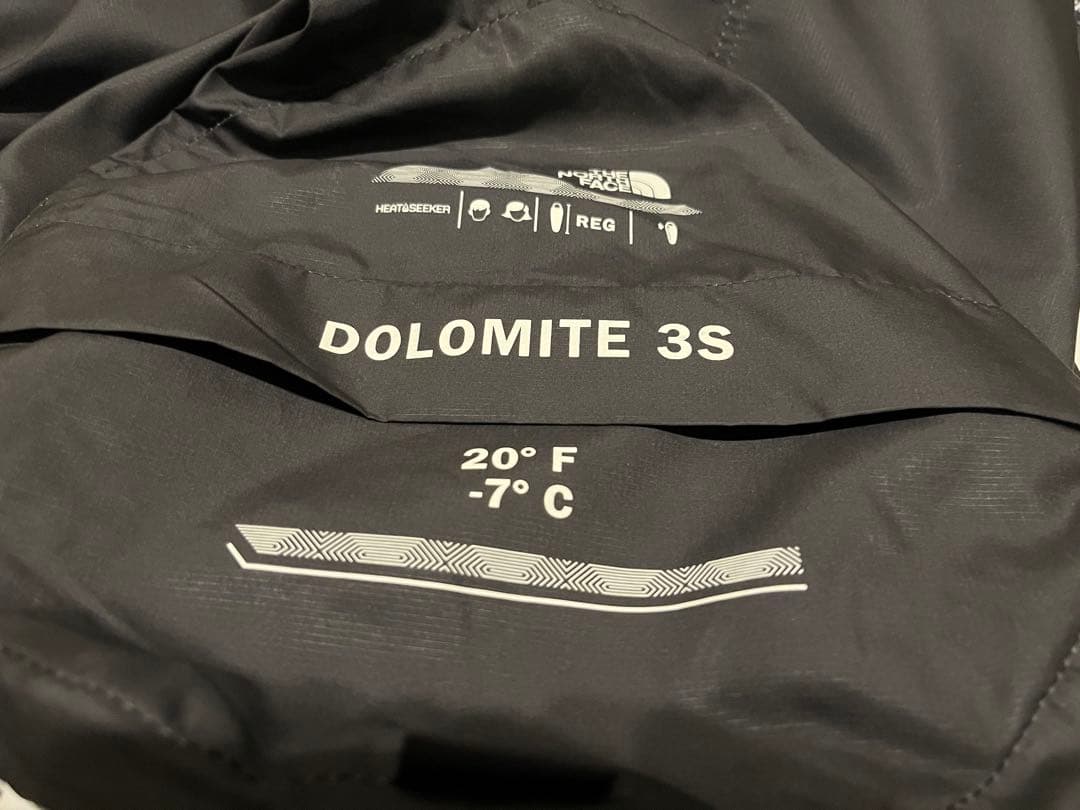 THE
NORTH
FACE
HEATSEEKER REG
DOLOMITE 3S
20° F
-7° C